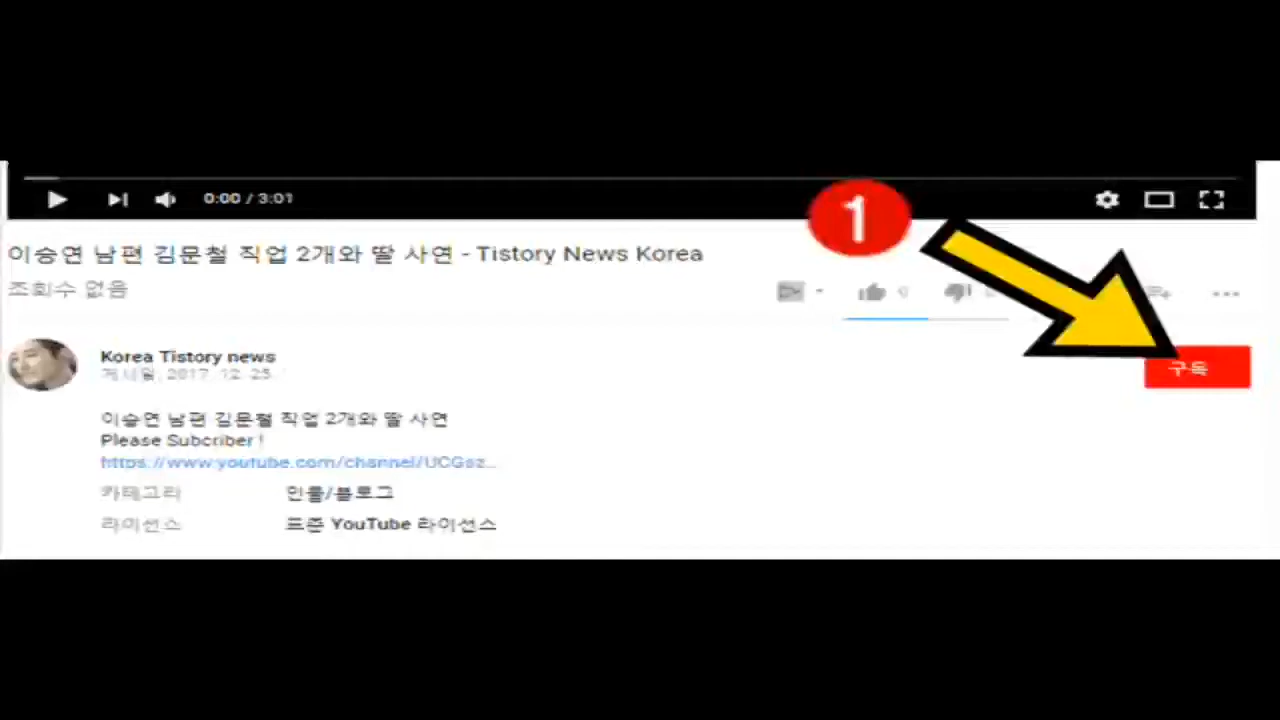 0:00 / 3:01
1
이승연 남편 김문철 직업 2개와 딸 사연 - Tistory News Korea
조회수 없음
0
Korea Tistory news
게시일: 2017. 12. 25.
구독
이승연 남편 김문철 직업 2개와 딸 사연
Please Subcriber !
https://www.youtube.com/channel/UCGsz...
카테고리 인물/블로그
라이선스 표준 YouTube 라이선스